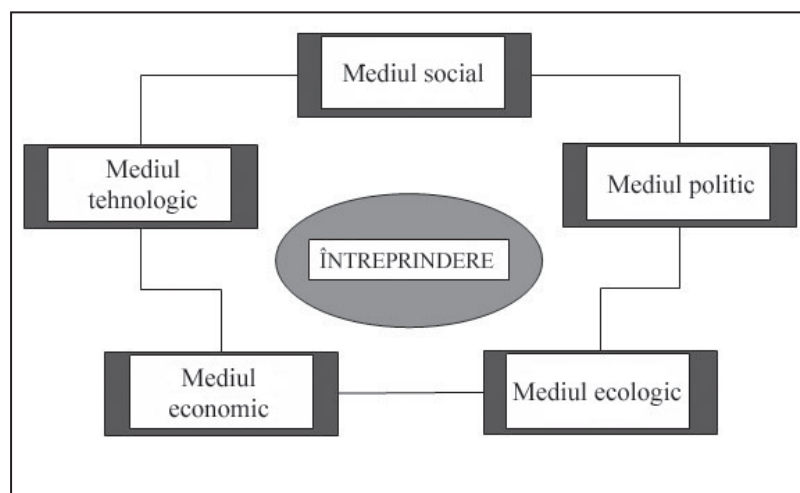 Mediul social
Mediul
tehnologic
Mediul politic
ÎNTREPRINDERE
Mediul
economic
Mediul ecologic